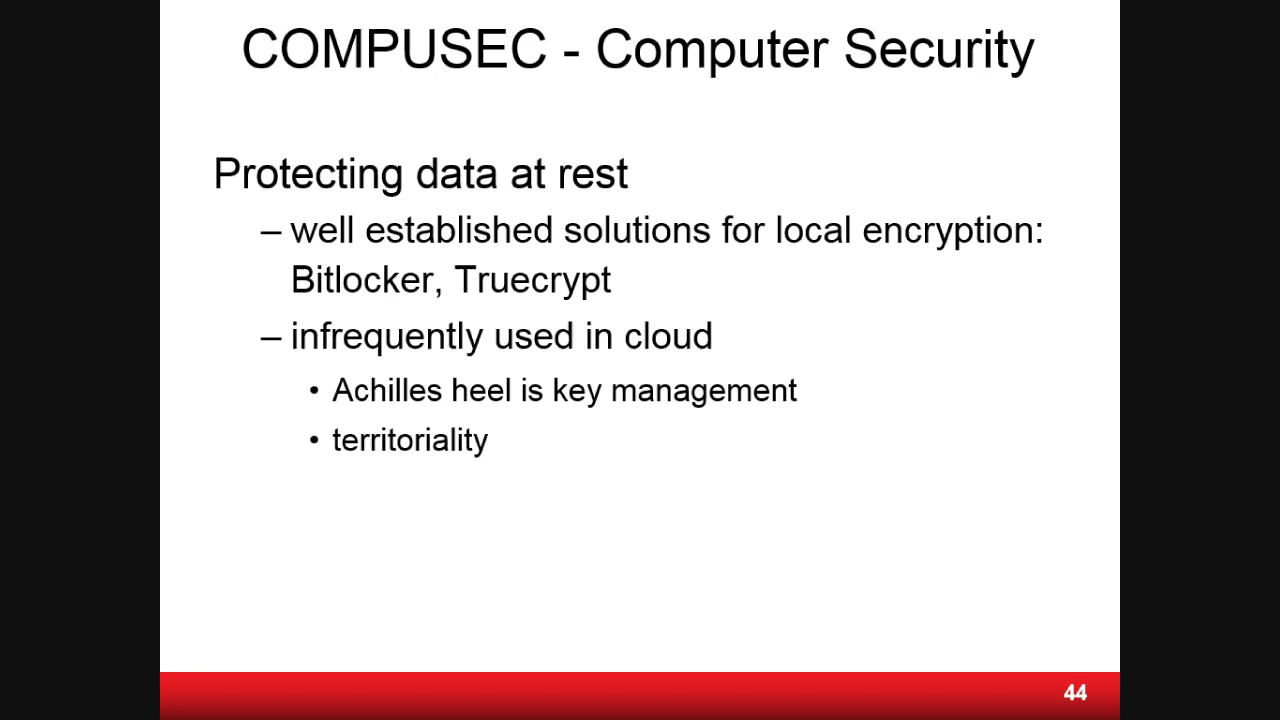 COMPUSEC - Computer Security
Protecting data at rest
– well established solutions for local encryption:
Bitlocker, Truecrypt
– infrequently used in cloud
• Achilles heel is key management
• territoriality
44